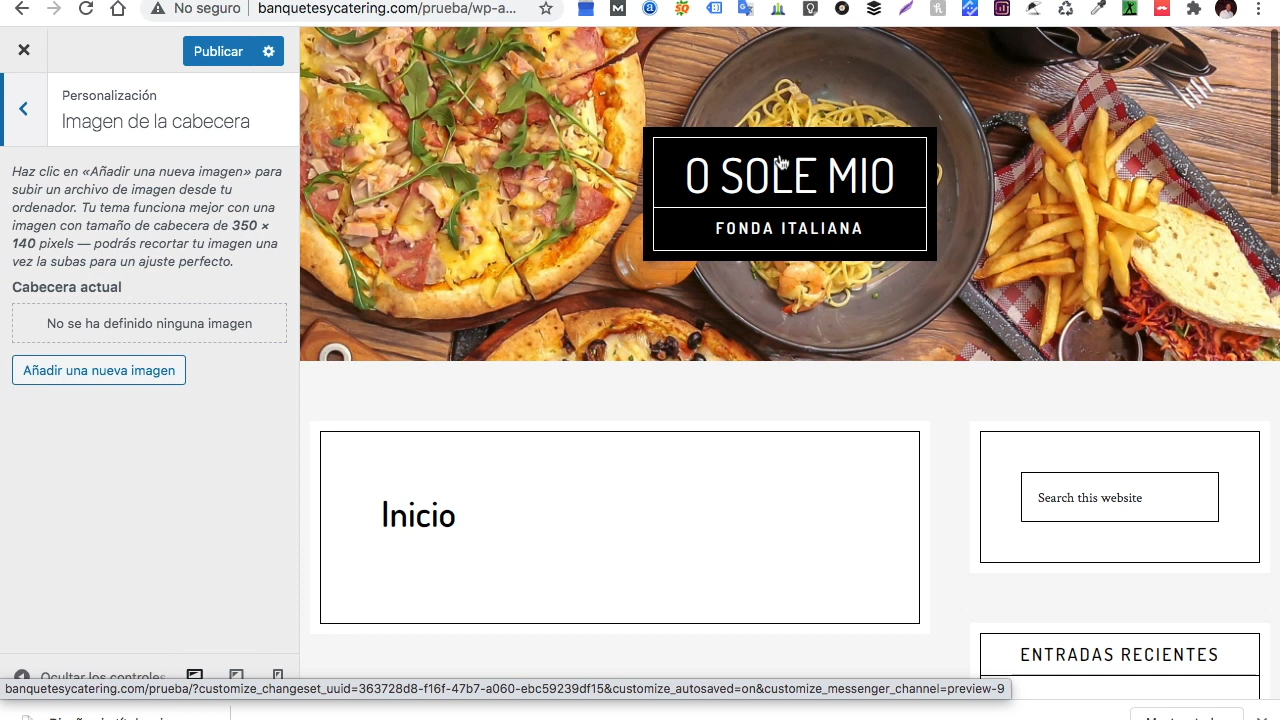 No seguro
banquetesycatering.com/prueba/wp-a...
Publicar
Personalización
Imagen de la cabecera
Haz clic en «Añadir una nueva imagen» para
subir un archivo de imagen desde tu
ordenador. Tu tema funciona mejor con una
imagen con tamaño de cabecera de 350 ×
140 pixels — podrás recortar tu imagen una
vez la subas para un ajuste perfecto.
Cabecera actual
No se ha definido ninguna imagen
Añadir una nueva imagen
O SOLE MIO
FONDA ITALIANA
Inicio
Search this website
ENTRADAS RECIENTES
Ocultar los controles
banquetesycatering.com/prueba/?customize_changeset_uuid=363728d8-f16f-47b7-a060-ebc59239df15&customize_autosaved=on&customize_messenger_channel=preview-9